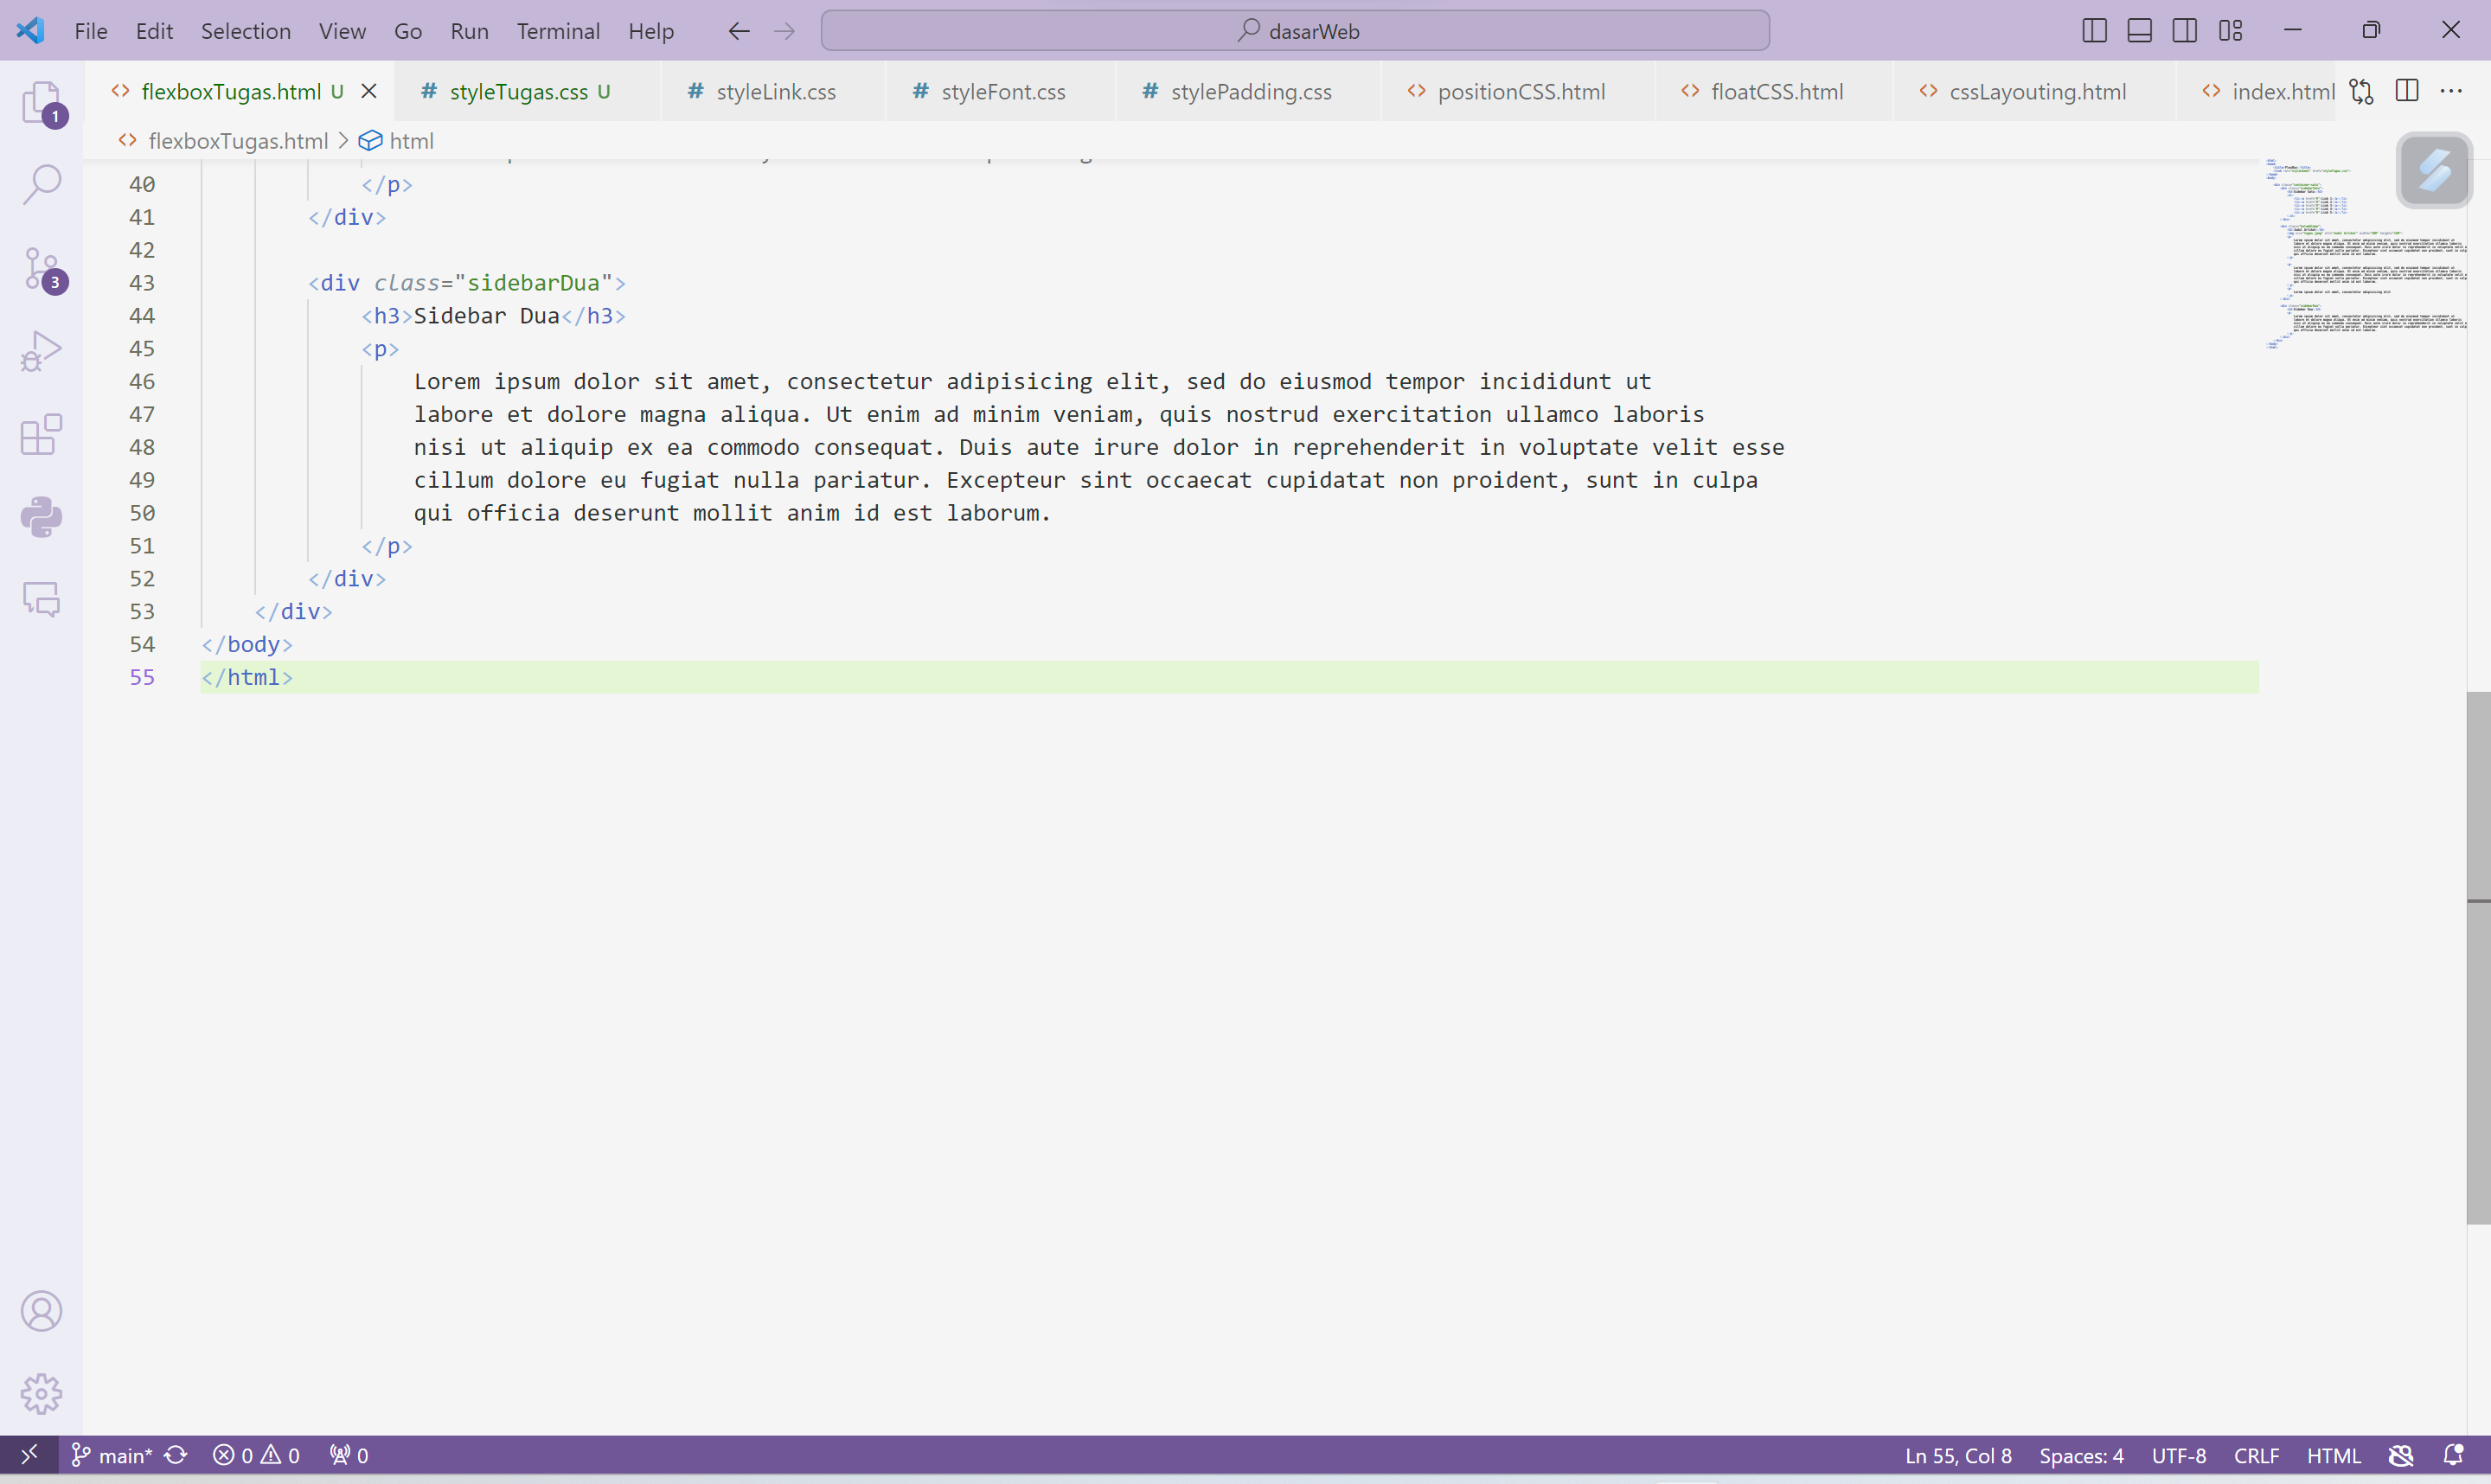 File Edit Selection View Go Run Terminal Help dasarWeb
flexboxTugas.html U styleTugas.css U styleLink.css styleFont.css stylePadding.css positionCSS.html floatCSS.html cssLayouting.html index.html
flexboxTugas.html > html
1
3
40 </p>
41 </div>
42
43 <div class="sidebarDua">
44 <h3>Sidebar Dua</h3>
45 <p>
46 Lorem ipsum dolor sit amet, consectetur adipisicing elit, sed do eiusmod tempor incididunt ut
47 labore et dolore magna aliqua. Ut enim ad minim veniam, quis nostrud exercitation ullamco laboris
48 nisi ut aliquip ex ea commodo consequat. Duis aute irure dolor in reprehenderit in voluptate velit esse
49 cillum dolore eu fugiat nulla pariatur. Excepteur sint occaecat cupidatat non proident, sunt in culpa
50 qui officia deserunt mollit anim id est laborum.
51 </p>
52 </div>
53 </div>
54 </body>
55 </html>
main* 0 0 0 Ln 55, Col 8 Spaces: 4 UTF-8 CRLF HTML